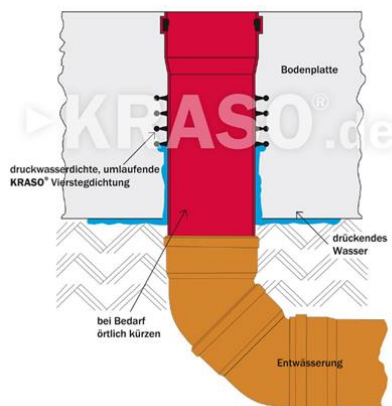 Bodenplatte
KRASO®.de
druckwasserdichte, umlaufende
KRASO® Vierstegdichtung
drückendes
Wasser
bei Bedarf
örtlich kürzen
Entwässerung